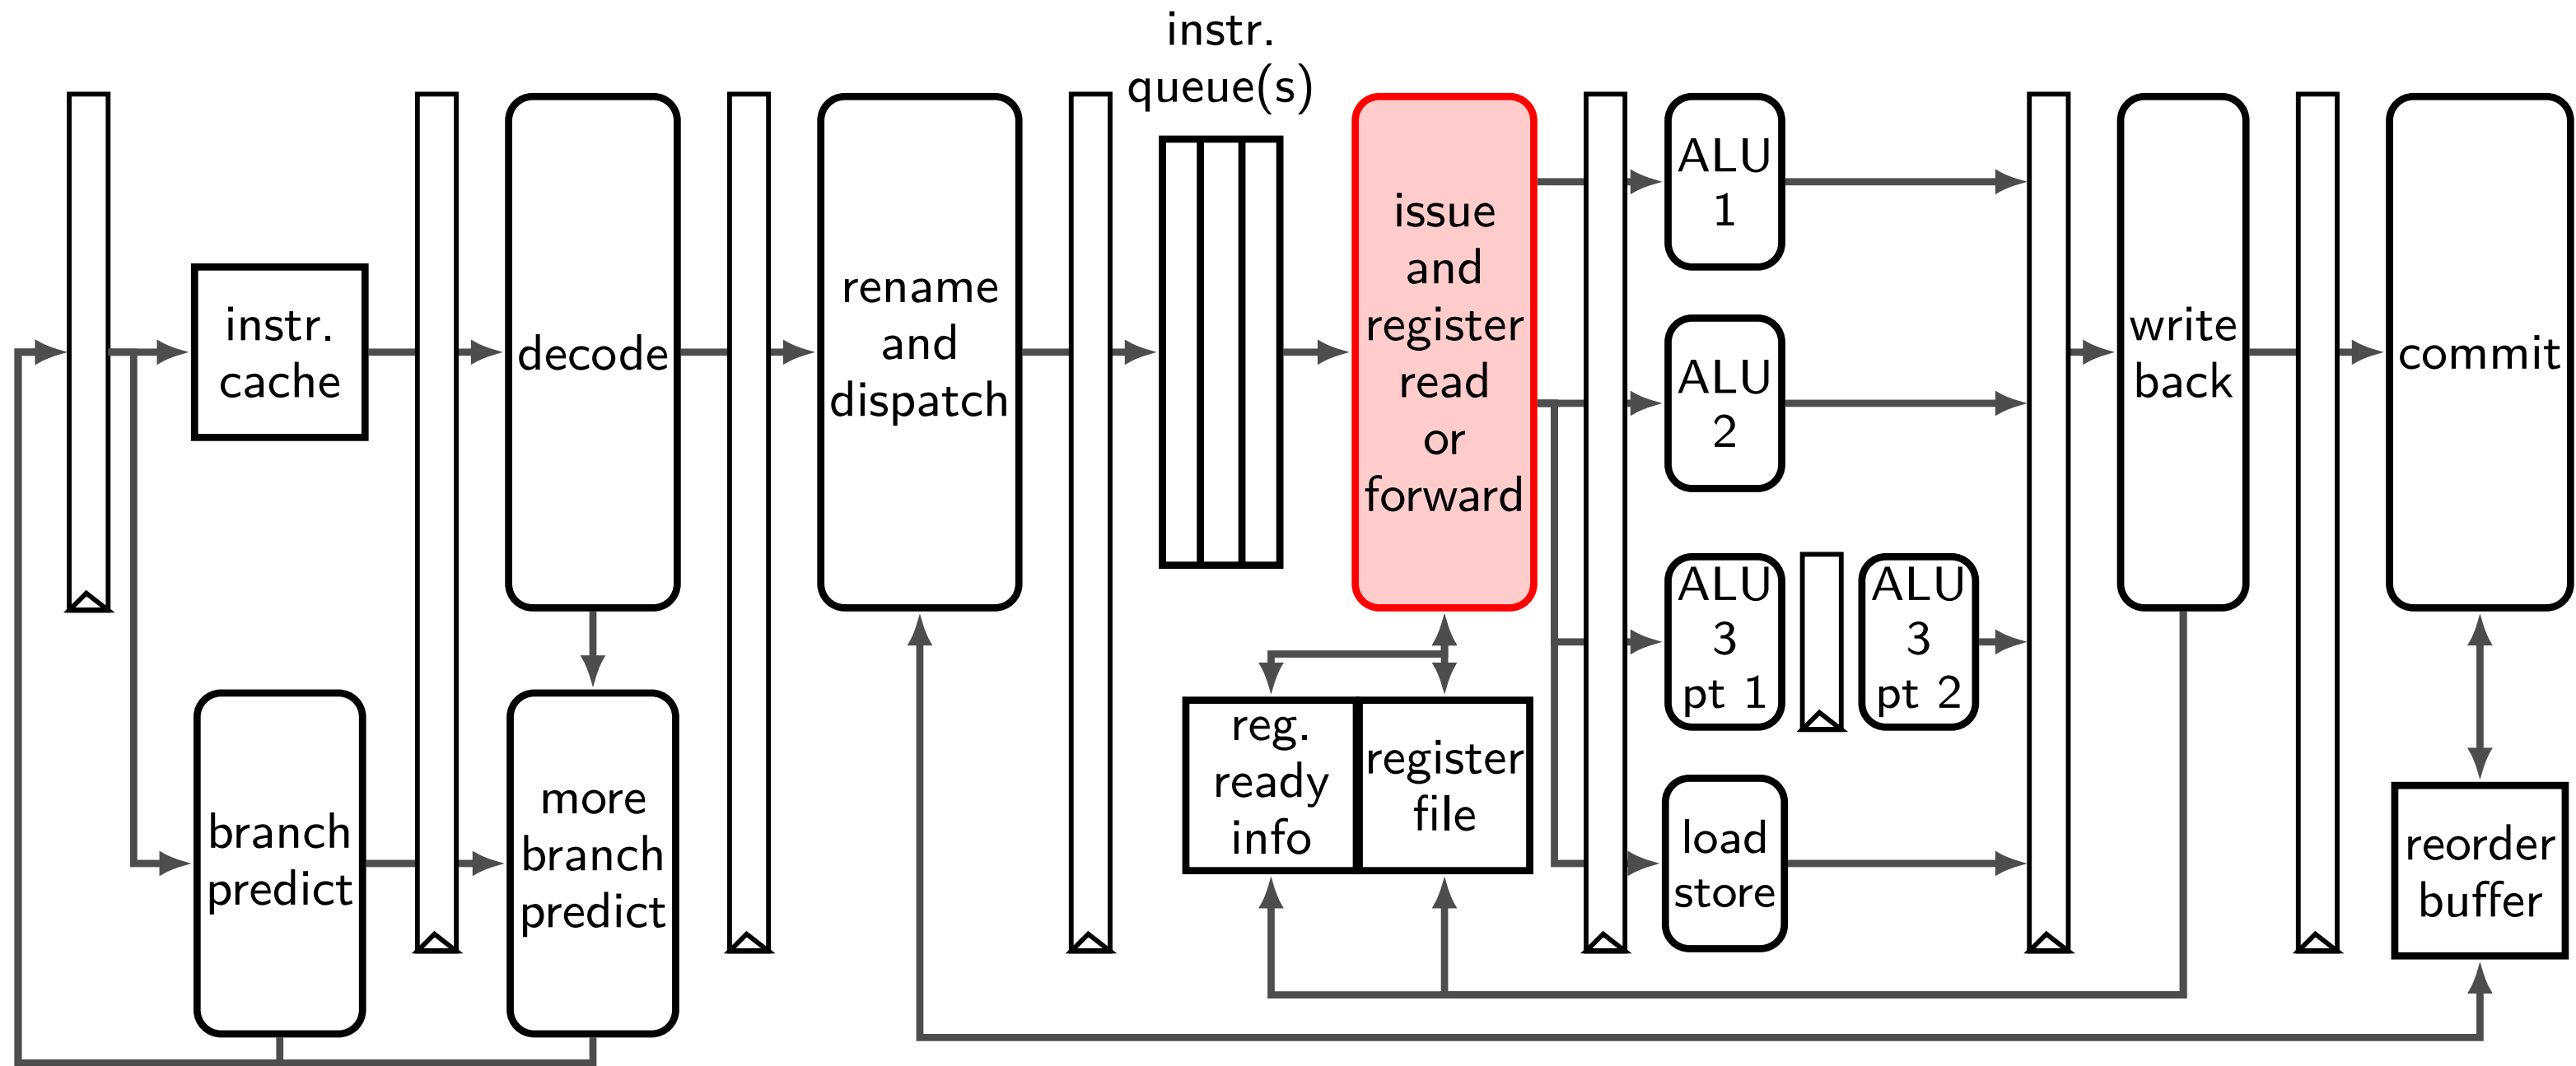 instr.
queue(s)
instr.
cache
decode
rename
and
dispatch
issue
and
register
read
or
forward
ALU
1
ALU
2
ALU
3
pt 1
ALU
3
pt 2
load
store
write
back
commit
branch
predict
more
branch
predict
reg.
ready
info
register
file
reorder
buffer